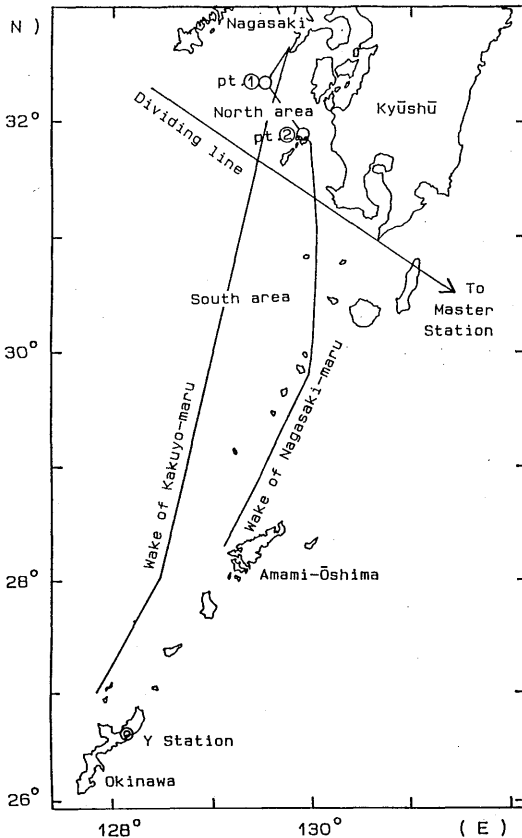 N)
Nagasaki
pt.①
North area
Kyūshū
32°
pt.②
Dividing line
To
Master
Station
South area
30°
Wake of Kakuyo-maru
Wake of Nagasaki-maru
28°
Amami-Ōshima
Y Station
Okinawa
26°
128°
130°
(E)